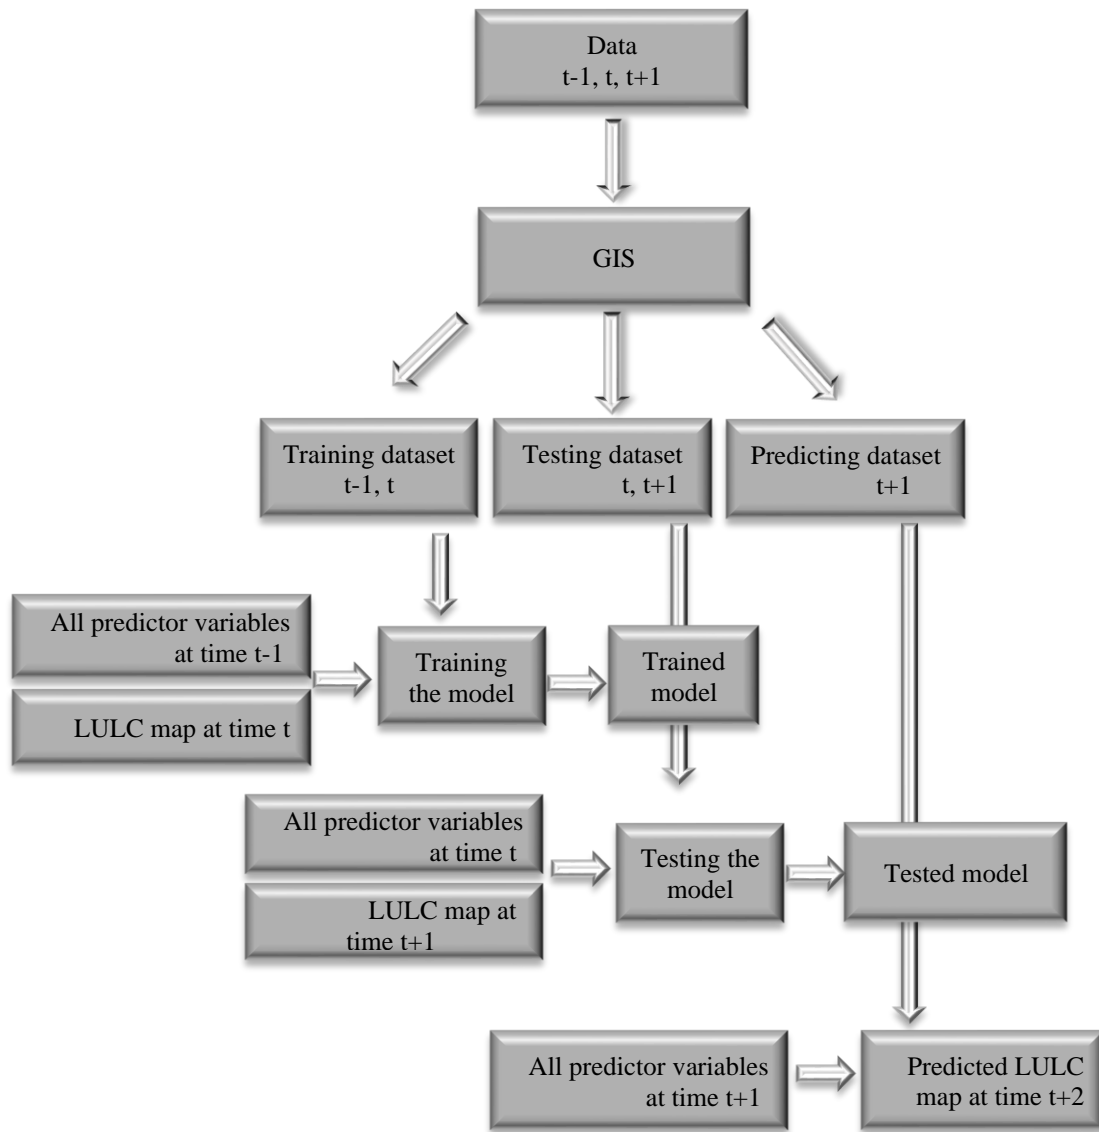 Data
t-1, t, t+1
GIS
Training dataset
t-1, t
Testing dataset
t, t+1
Predicting dataset
t+1
All predictor variables
at time t-1
LULC map at time t
Training
the model
Trained
model
All predictor variables
at time t
LULC map at
time t+1
Testing the
model
Tested model
All predictor variables
at time t+1
Predicted LULC
map at time t+2